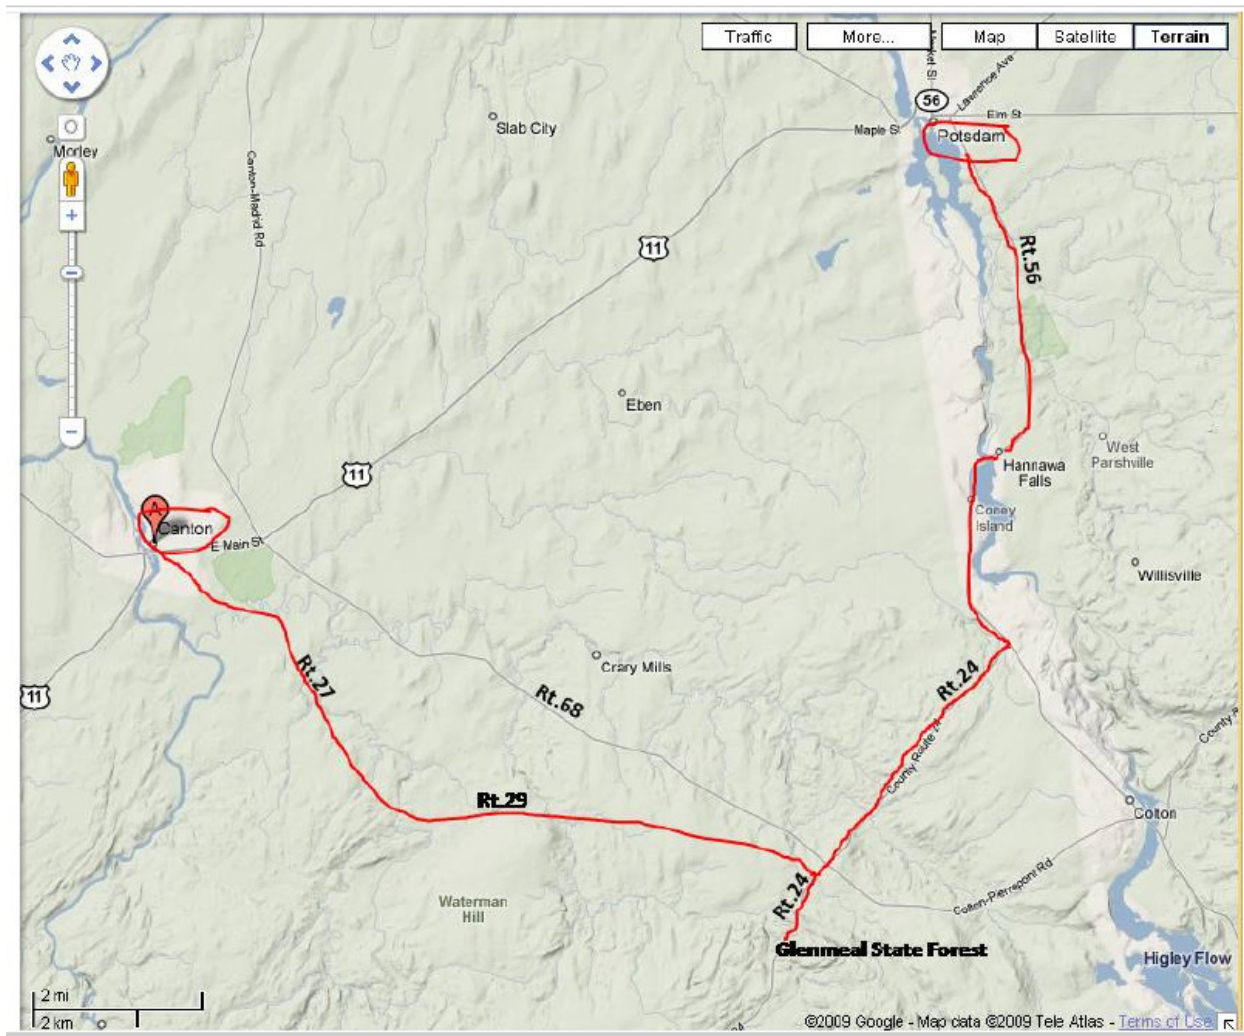 Traffic
More...
Map
Satellite
Terrain
Market St
Lawrence Ave
56
Elm St
Maple St
Potsdam
Slab City
Morley
Canton-Madrid Rd
11
Rt.56
Eben
West
Parishville
Hannawa
Falls
11
Coney
Island
A
Canton
E Main St
Willisville
Crary Mills
Rt.27
Rt.68
Rt.24
11
County Route 24
Rt.29
Colton
Rt.24
Colton-Pierrepont Rd
Waterman
Hill
Glenmeal State Forest
Higley Flow
2 mi
2 km
24
©2009 Google - Map data ©2009 Tele Atlas - Terms of Use